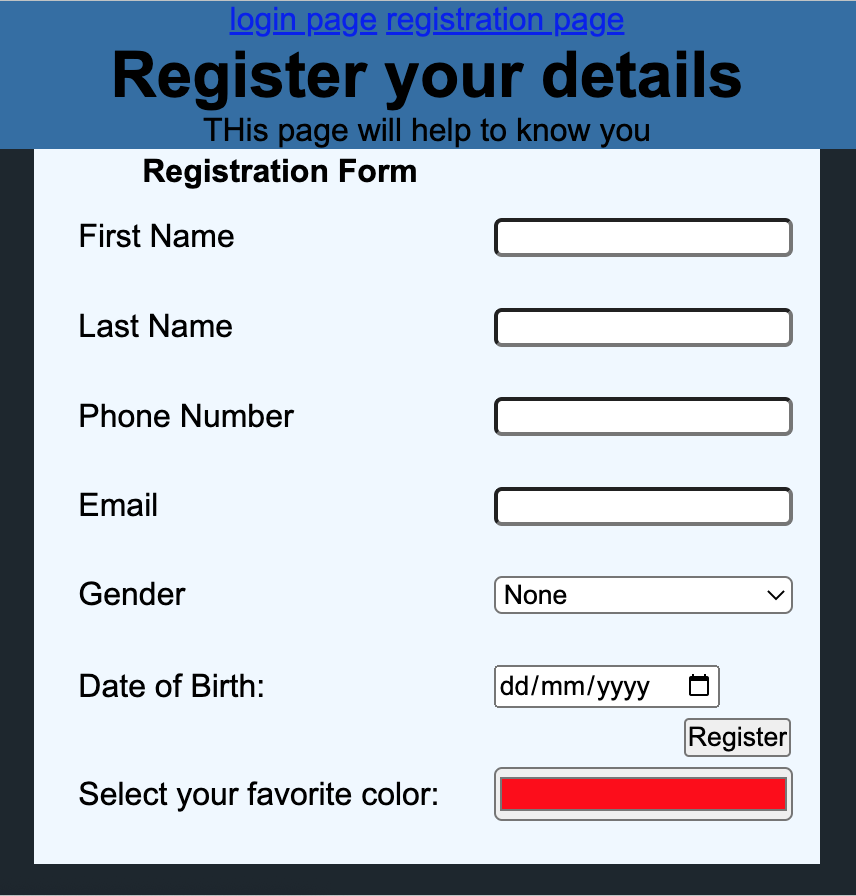 login page registration page
Register your details
THis page will help to know you
Registration Form
First Name
Last Name
Phone Number
Email
Gender None
Date of Birth: dd/mm/yyyy
Register
Select your favorite color: